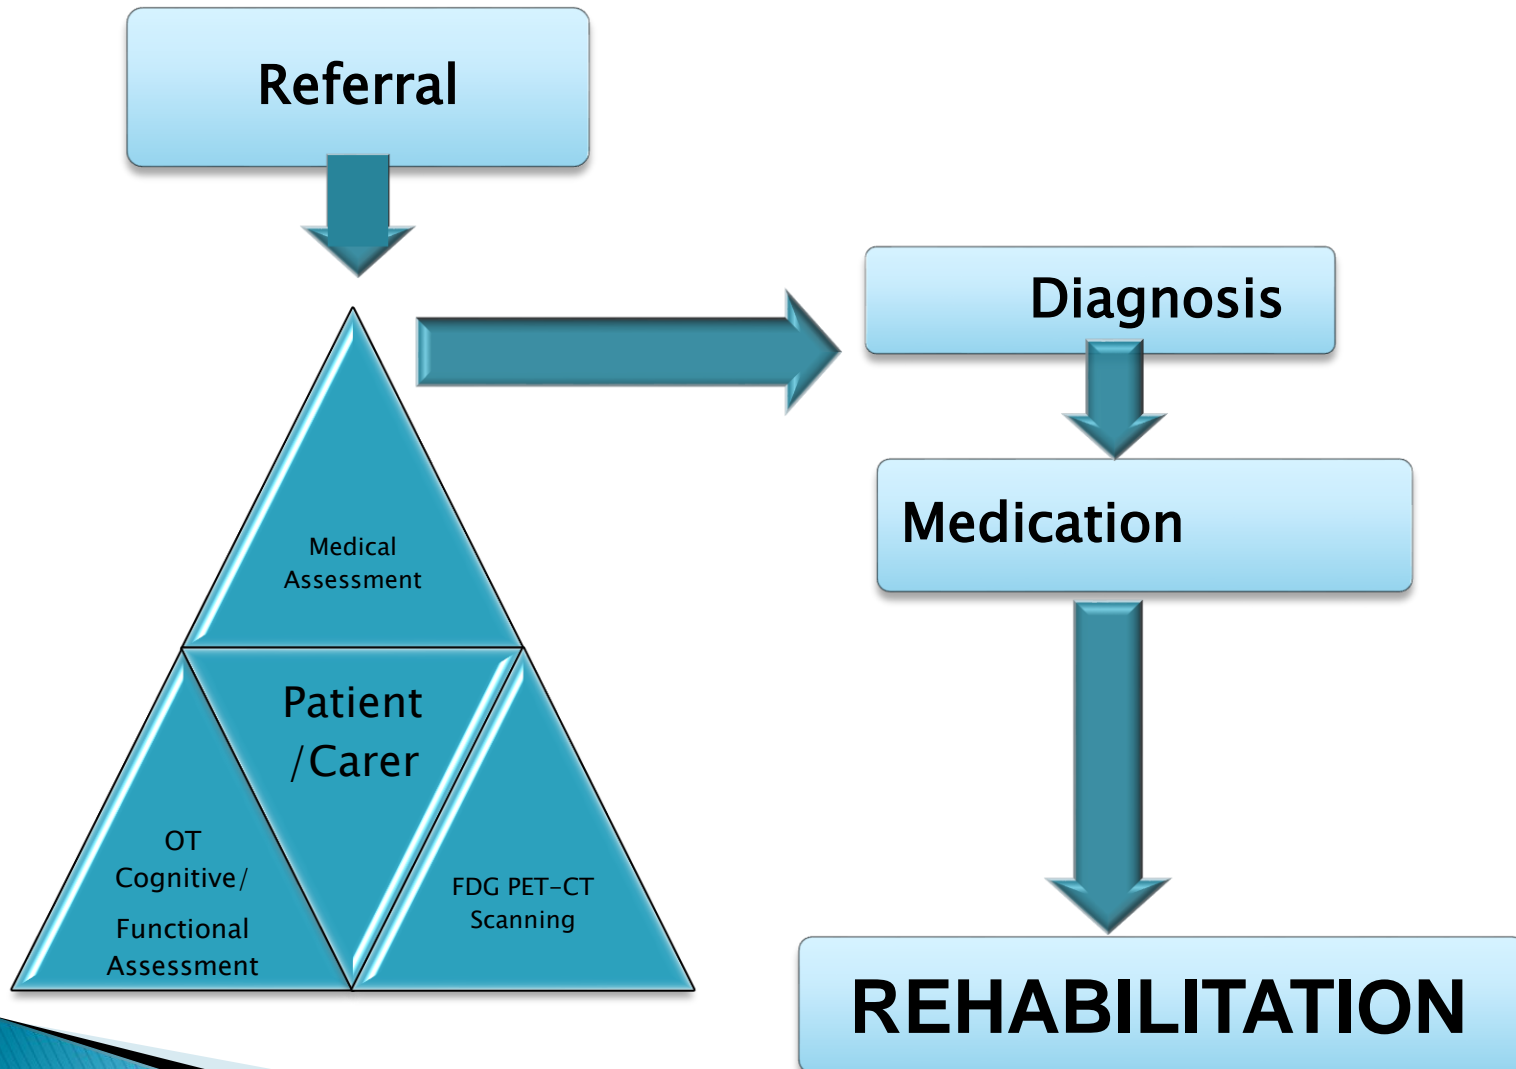 Referral
Diagnosis
Medication
Medical
Assessment
Patient
/Carer
OT
Cognitive/
Functional
Assessment
FDG PET-CT
Scanning
REHABILITATION